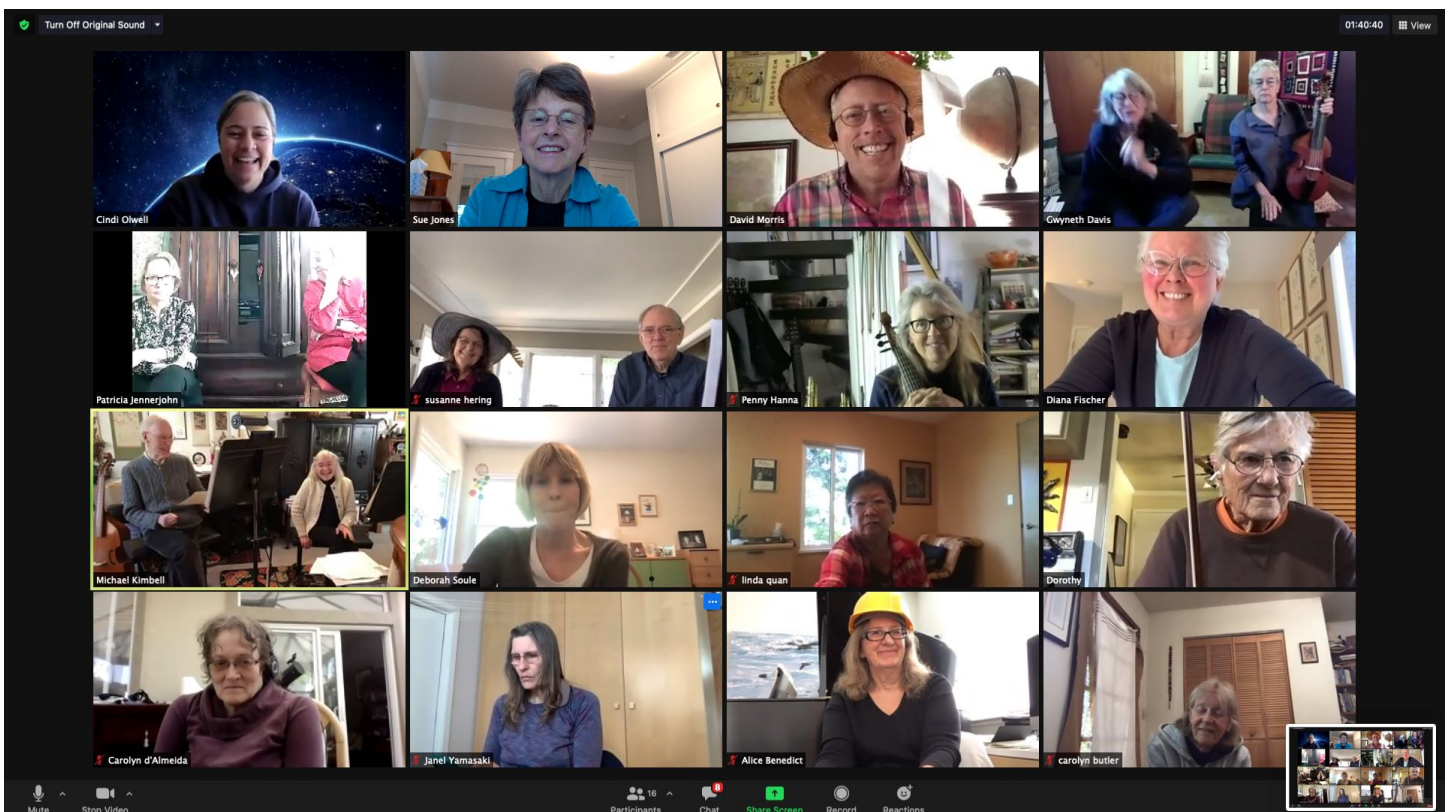 Turn Off Original Sound
01:40:40
View
Cindi Olwell
Sue Jones
David Morris
Gwyneth Davis
Patricia Jennerjohn
susanne hering
Penny Hanna
Diana Fischer
Michael Kimbell
Deborah Soule
linda quan
Dorothy
Carolyn d'Almeida
Janel Yamasaki
Alice Benedict
carolyn butler
16
8
Mute
Stop Video
Participants
Chat
Share Screen
Record
Reactions